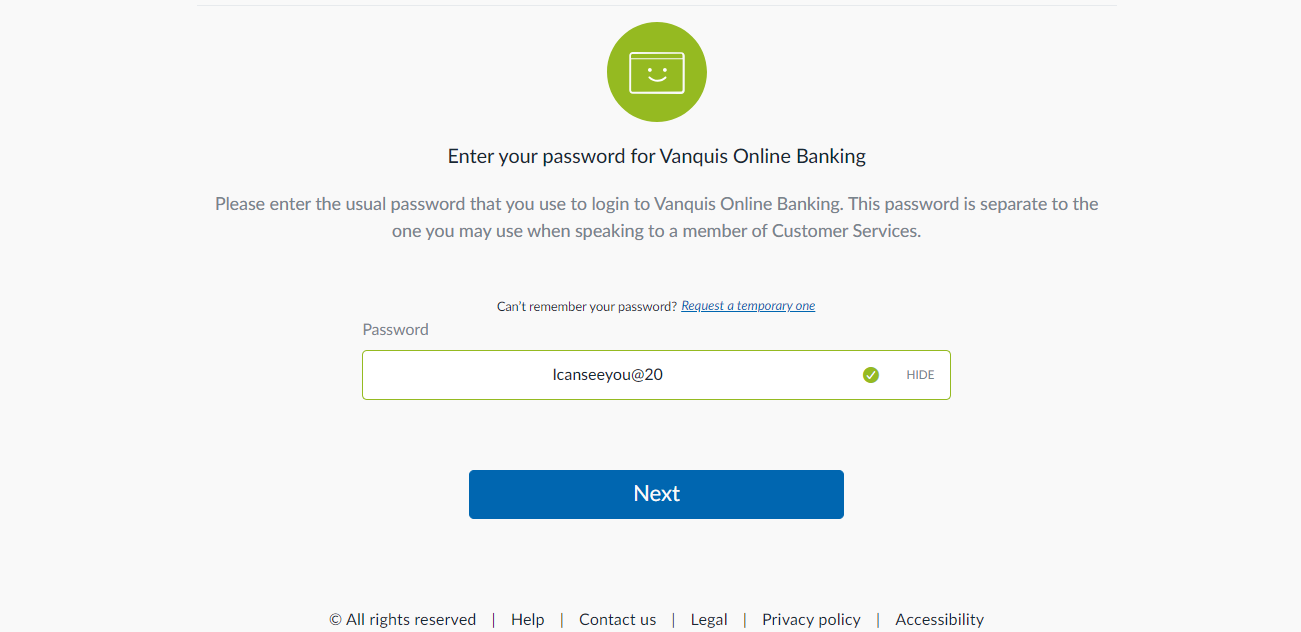 Enter your password for Vanquis Online Banking
Please enter the usual password that you use to login to Vanquis Online Banking. This password is separate to the
one you may use when speaking to a member of Customer Services.
Can't remember your password? Request a temporary one
Password
Icanseeyou@20 HIDE
Next
© All rights reserved | Help | Contact us | Legal | Privacy policy | Accessibility